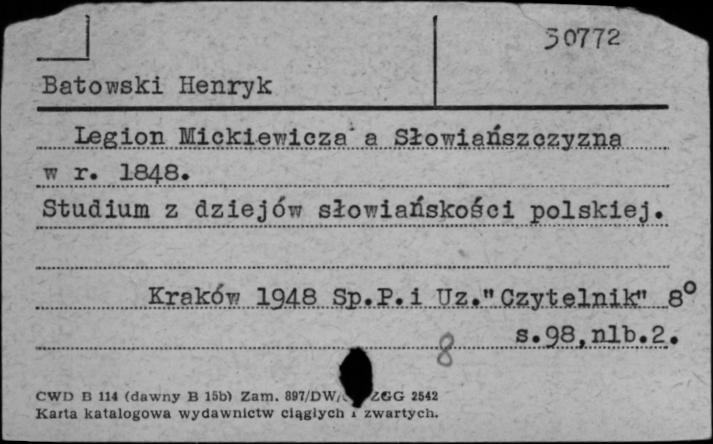 30772
Batowski Henryk
Legion Mickiewicza a Słowiańszczyzna
w r. 1848.
Studium z dziejów słowiańskości polskiej.
Kraków 1948 Sp.P.i Uz."Czytelnik" 8°
s.98,nlb.2.
8
CWD B 114 (dawny B 15b) Zam. 897/DW/ ZGG 2542
Karta katalogowa wydawnictw ciągłych i zwartych.